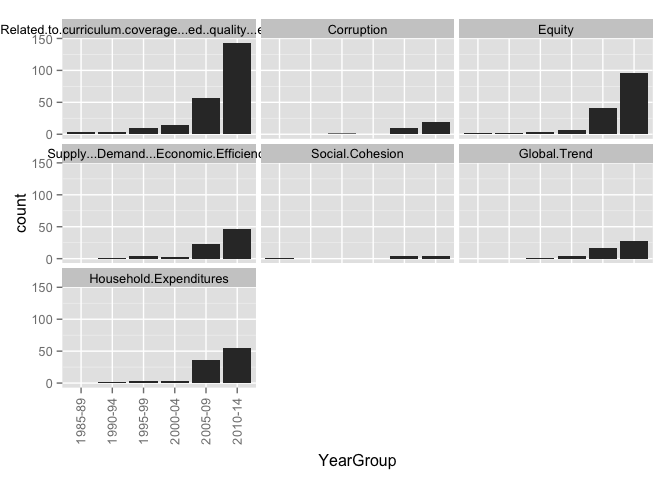 Related.to.curriculum.coverage...ed..quality...e
Corruption
Equity
150
100
50
0
Supply...Demand...Economic.Efficienc
Social.Cohesion
Global.Trend
150
100
50
0
count
Household.Expenditures
150
100
50
0
1985-89
1990-94
1995-99
2000-04
2005-09
2010-14
YearGroup